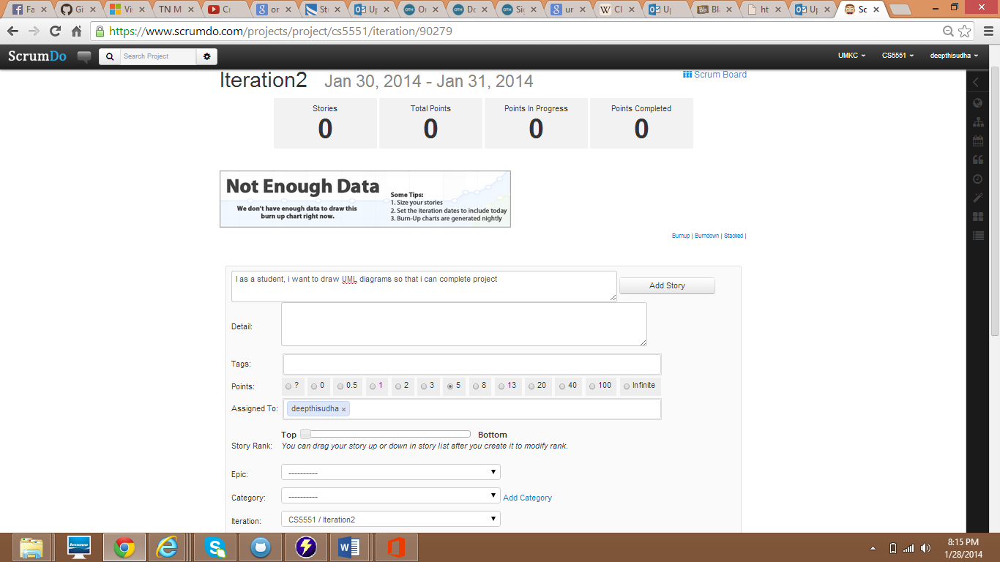 Fa
Gi
Vis
TN M
Cr
or
St
Up
Ot
Do
Sig
ur
Cl
Up
Bl
ht
Up
Sc
https://www.scrumdo.com/projects/project/cs5551/iteration/90279
ScrumDo
Search Project
UMKC
CS5551
deepthisudha
Iteration2 Jan 30, 2014 - Jan 31, 2014
Scrum Board
Stories
0
Total Points
0
Points In Progress
0
Points Completed
0
Not Enough Data
We don't have enough data to draw this
burn up chart right now.
Some Tips:
1. Size your stories
2. Set the iteration dates to include today
3. Burn-Up charts are generated nightly
Burnup | Burndown | Stacked |
I as a student, i want to draw UML diagrams so that i can complete project
Add Story
Detail:
Tags:
Points: ? 0 0.5 1 2 3 5 8 13 20 40 100 Infinite
Assigned To: deepthisudha ×
Top Bottom
Story Rank: You can drag your story up or down in story list after you create it to modify rank.
Epic: ----------
Category: ---------- Add Category
Iteration: CS5551 / Iteration2
lenovo
8:15 PM
1/28/2014